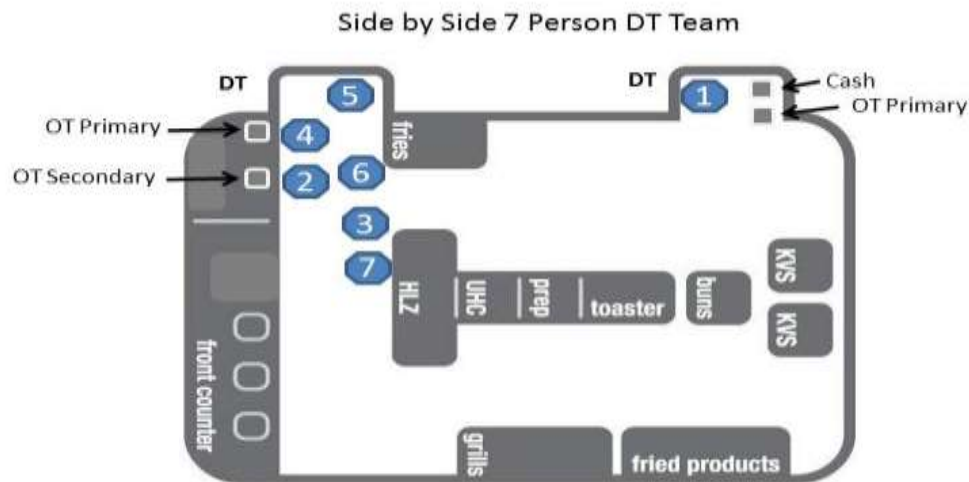 Side by Side 7 Person DT Team
DT
DT
Cash
OT Primary
OT Primary
OT Secondary
5
1
4
2
6
3
7
fries
HLZ
UHC
prep
toaster
buns
KVS
KVS
front counter
grills
fried products